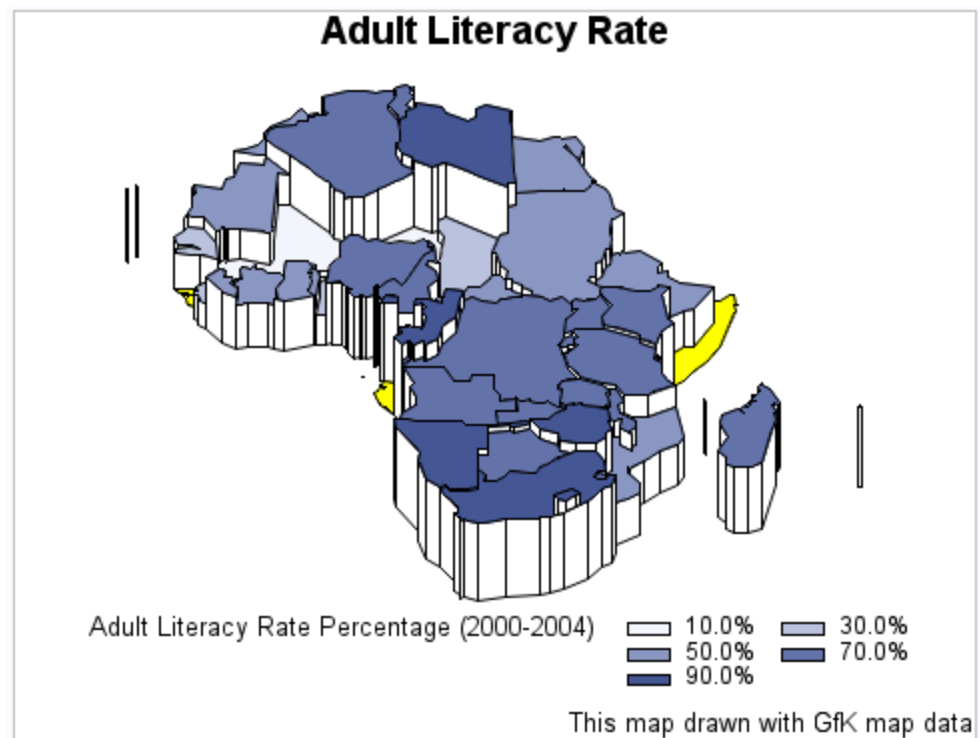 Adult Literacy Rate
Adult Literacy Rate Percentage (2000-2004)
10.0% 30.0%
50.0% 70.0%
90.0%
This map drawn with GfK map data